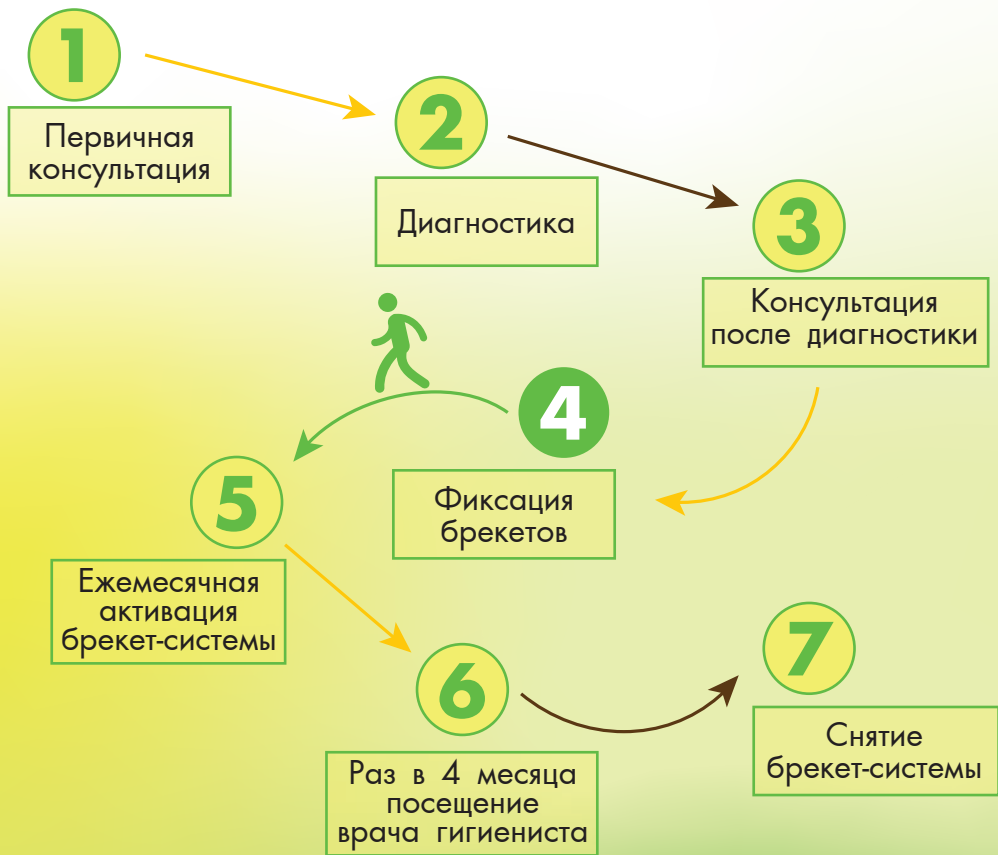 1
Первичная
консультация
2
Диагностика
3
Консультация
после диагностики
4
Фиксация
брекетов
5
Ежемесячная
активация
брекет-системы
6
Раз в 4 месяца
посещение
врача гигиениста
7
Снятие
брекет-системы